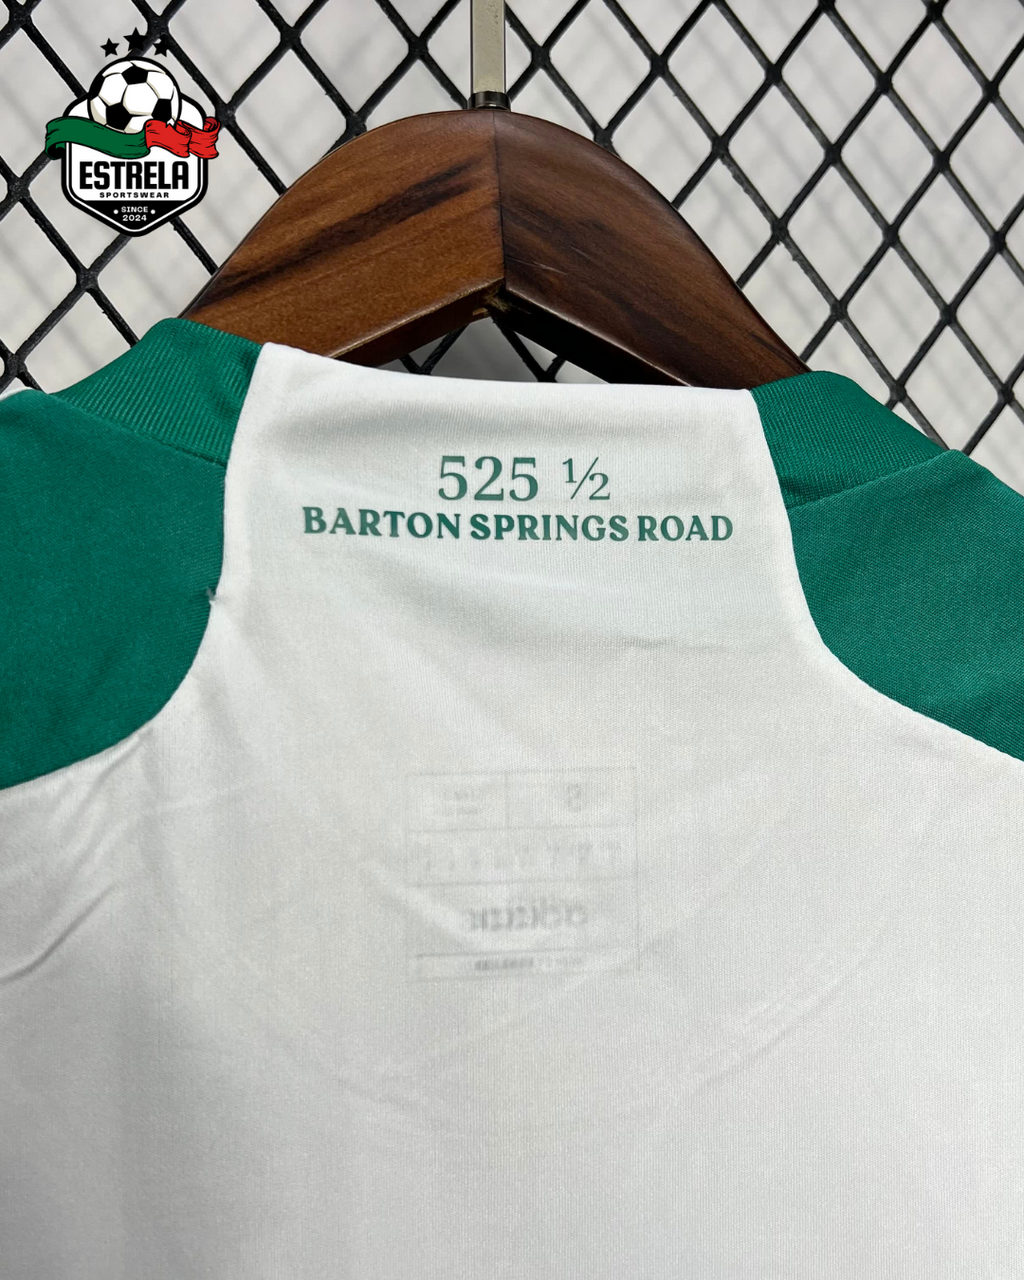 ESTRELA
SPORTSWEAR
SINCE
2024
525 ½
BARTON SPRINGS ROAD